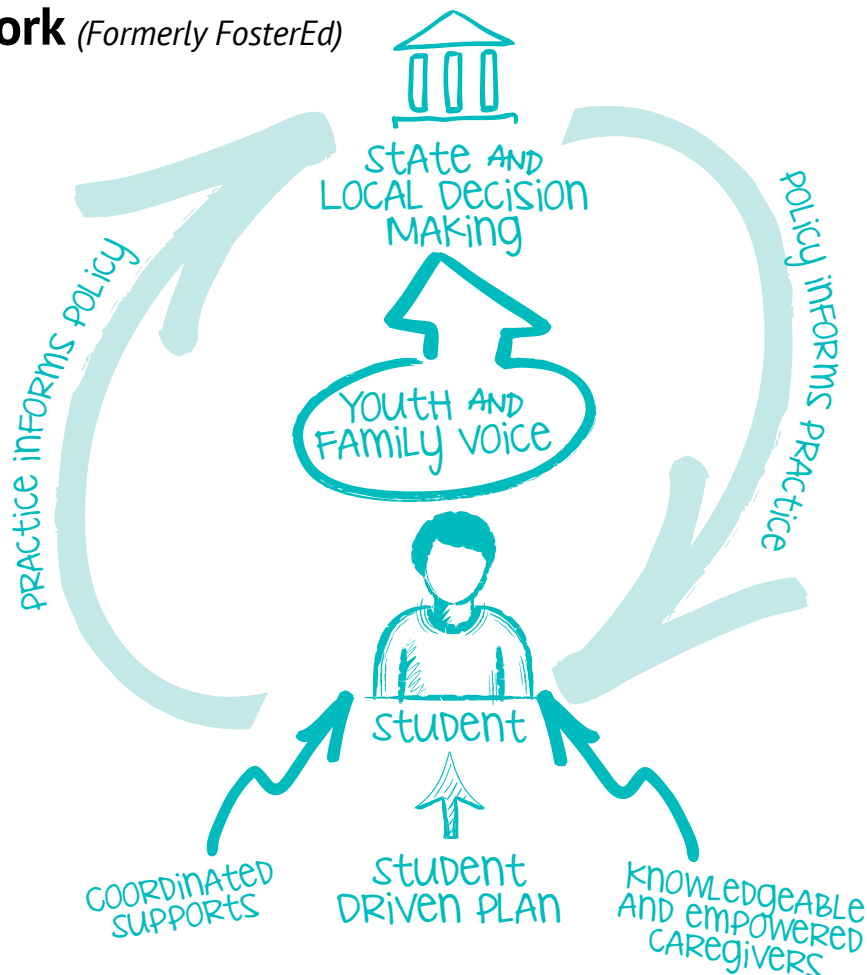 ork (Formerly FosterEd)
STATE AND
LOCAL DECISION
MAKING
PRACTICE INFORMS POLICY
POLICY INFORMS PRACTICE
YOUTH AND
FAMILY VOICE
STUDENT
COORDINATED
SUPPORTS
STUDENT
DRIVEN PLAN
KNOWLEDGEABLE
AND EMPOWERED
CAREGIVERS